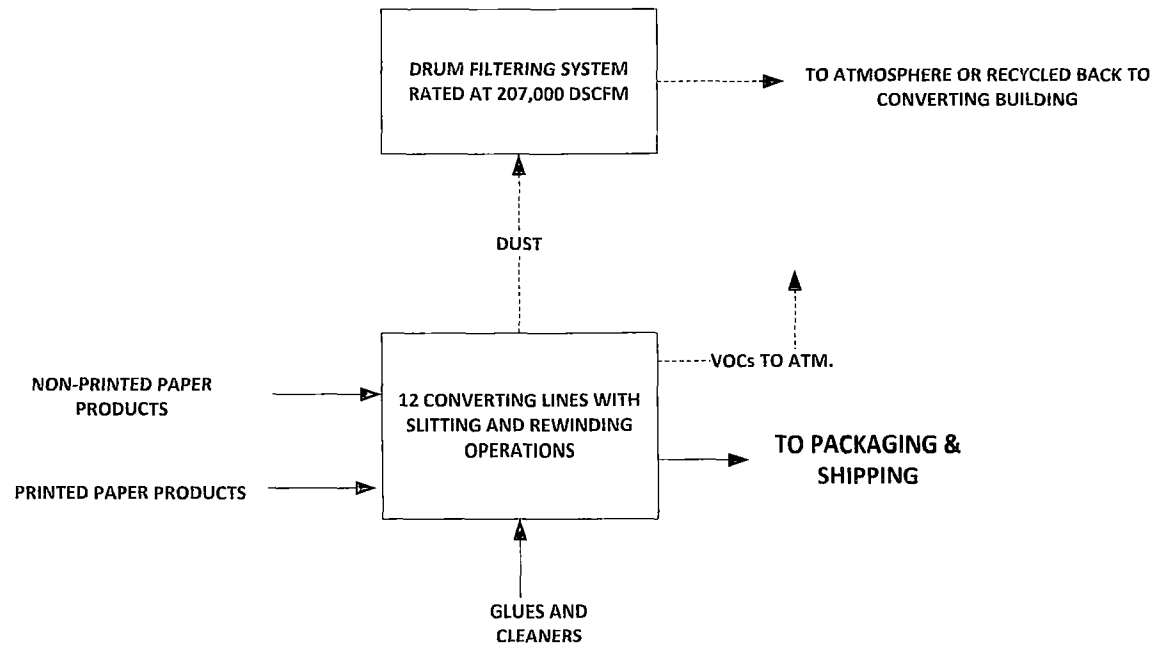 DRUM FILTERING SYSTEM
RATED AT 207,000 DSCFM
TO ATMOSPHERE OR RECYCLED BACK TO
CONVERTING BUILDING
DUST
VOCs TO ATM.
NON-PRINTED PAPER
PRODUCTS
12 CONVERTING LINES WITH
SLITTING AND REWINDING
OPERATIONS
TO PACKAGING &
SHIPPING
PRINTED PAPER PRODUCTS
GLUES AND
CLEANERS